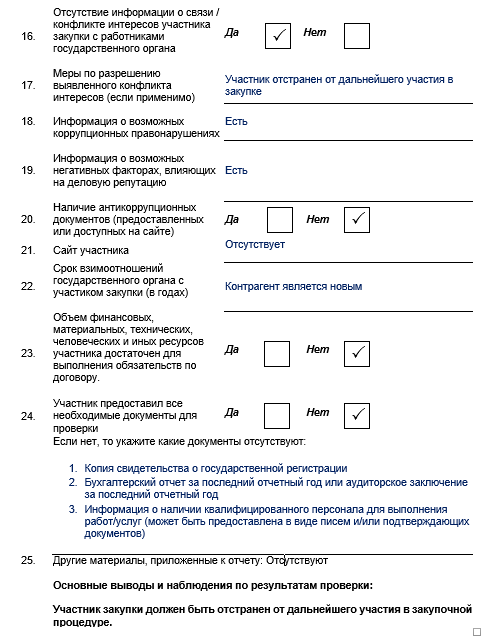 16. Отсутствие информации о связи /
конфликте интересов участника
закупки с работниками
государственного органа
Да ✓ Нет
17. Меры по разрешению
выявленного конфликта
интересов (если применимо)
Участник отстранен от дальнейшего участия в
закупке
18. Информация о возможных
коррупционных правонарушениях
Есть
19. Информация о возможных
негативных факторах, влияющих
на деловую репутацию
Есть
20. Наличие антикоррупционных
документов (предоставленных
или доступных на сайте)
Да Нет ✓
21. Сайт участника
Отсутствует
22. Срок взимоотношений
государственного органа с
участиком закупки (в годах)
Контрагент является новым
23. Объем финансовых,
материальных, технических,
человеческих и иных ресурсов
участника достаточен для
выполнения обязательств по
договору.
Да Нет ✓
24. Участник предоставил все
необходимые документы для
проверки
Да Нет ✓
Если нет, то укажите какие документы отсутствуют:
1. Копия свидетельства о государственной регистрации
2. Бухгалтерский отчет за последний отчетный год или аудиторское заключение
за последний отчетный год
3. Информация о наличии квалифицированного персонала для выполнения
работ/услуг (может быть предоставлена в виде писем и/или подтверждающих
документов)
25. Другие материалы, приложенные к отчету: Отсутствуют
Основные выводы и наблюдения по результатам проверки:
Участник закупки должен быть отстранен от дальнейшего участия в закупочной
процедуре.